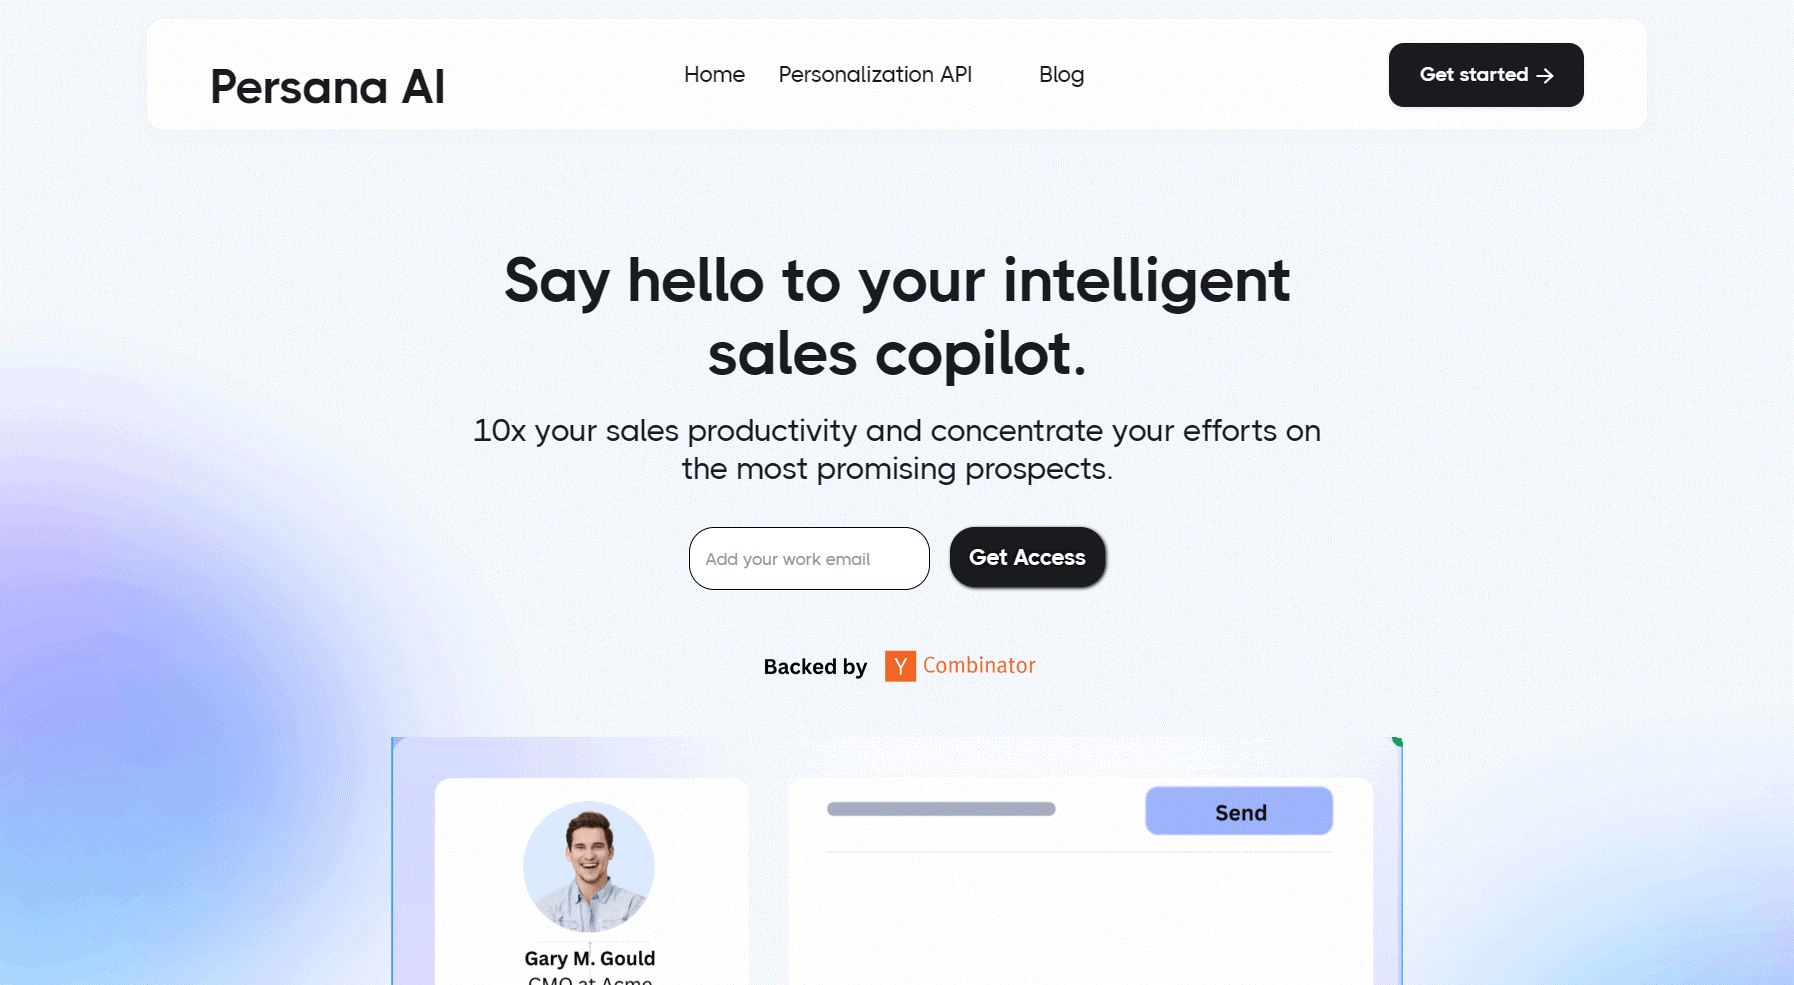 Persana AI
Home
Personalization API
Blog
Get started →
Say hello to your intelligent
sales copilot.
10x your sales productivity and concentrate your efforts on
the most promising prospects.
Add your work email
Get Access
Backed by
Y Combinator
Send
Gary M. Gould
CMO at Acme